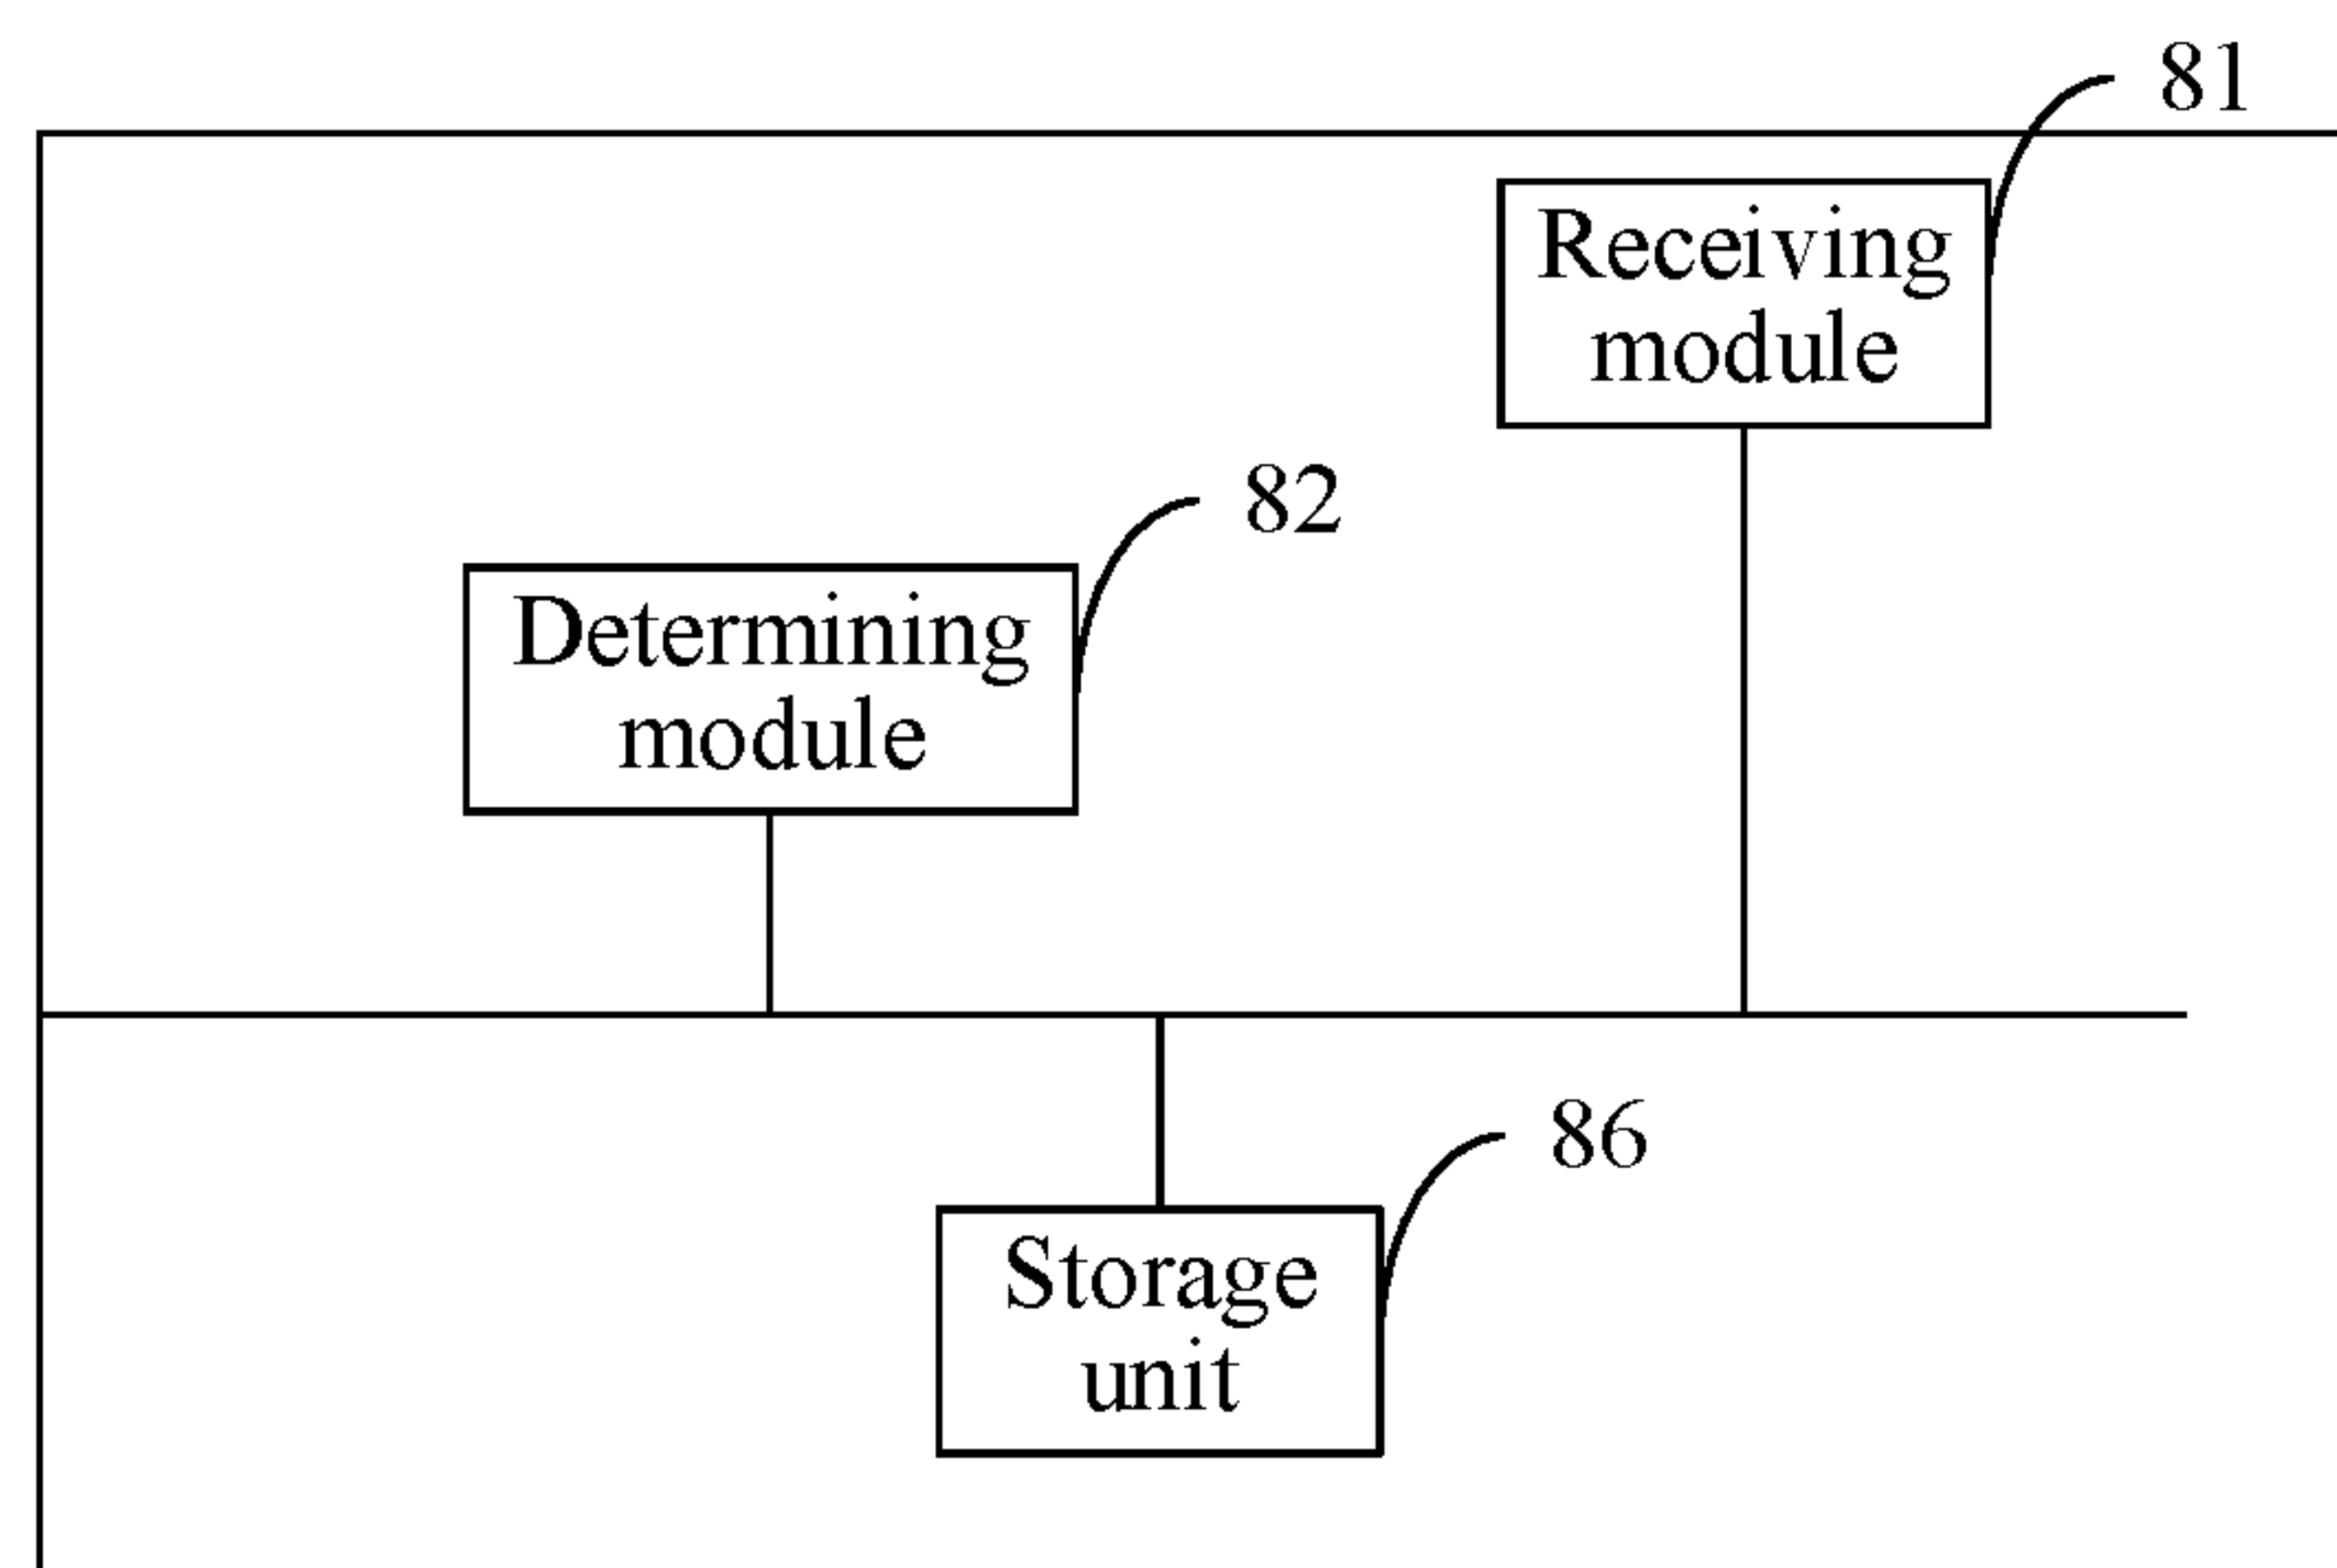 81
Receiving
module
82
Determining
module
86
Storage
unit